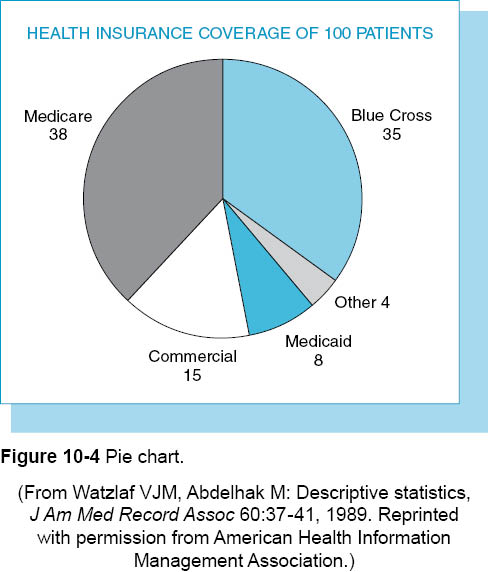 HEALTH INSURANCE COVERAGE OF 100 PATIENTS
Medicare
38
Blue Cross
35
Other 4
Medicaid
8
Commercial
15
Figure 10-4 Pie chart.
(From Watzlaf VJM, Abdelhak M: Descriptive statistics,
J Am Med Record Assoc 60:37-41, 1989. Reprinted
with permission from American Health Information
Management Association.)